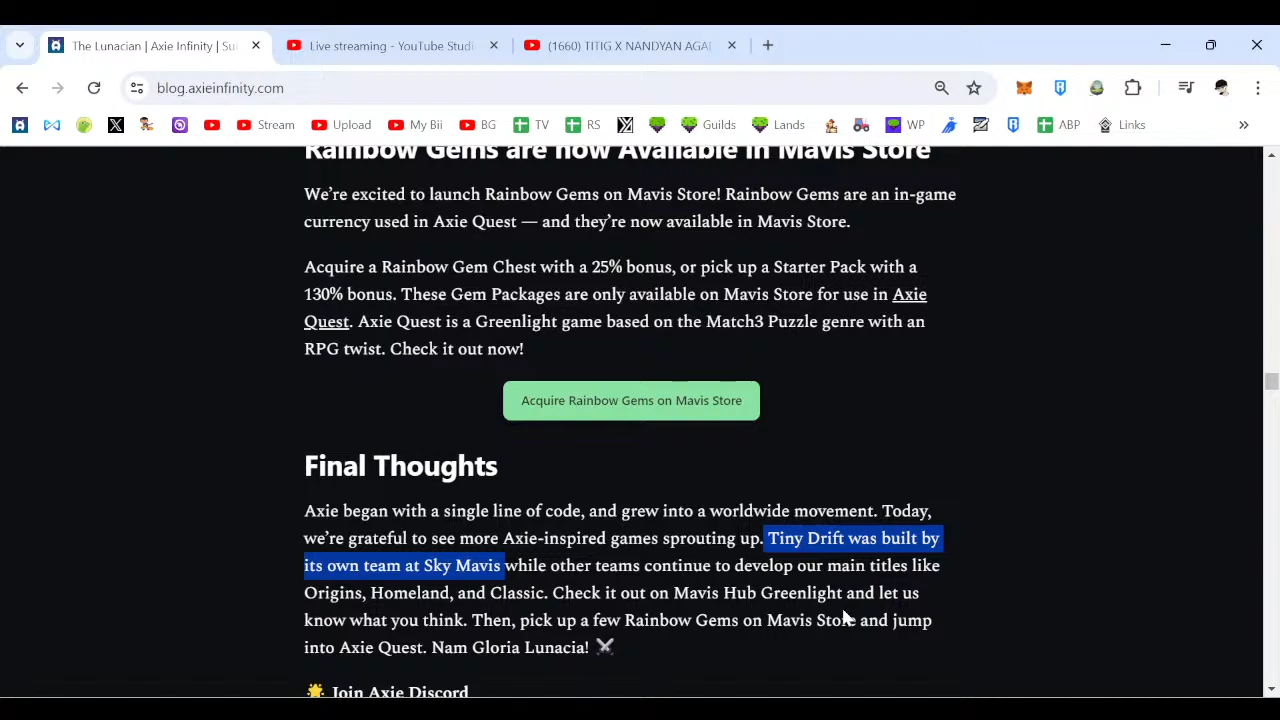 The Lunacian | Axie Infinity | Su
Live streaming - YouTube Studi
(1660) TITIG X NANDYAN AGA
blog.axieinfinity.com
Stream
Upload
My Bii
BG
TV
RS
Guilds
Lands
WP
ABP
Links
Rainbow Gems are now Available in Mavis Store
We’re excited to launch Rainbow Gems on Mavis Store! Rainbow Gems are an in-game
currency used in Axie Quest — and they’re now available in Mavis Store.
Acquire a Rainbow Gem Chest with a 25% bonus, or pick up a Starter Pack with a
130% bonus. These Gem Packages are only available on Mavis Store for use in Axie
Quest. Axie Quest is a Greenlight game based on the Match3 Puzzle genre with an
RPG twist. Check it out now!
Acquire Rainbow Gems on Mavis Store
Final Thoughts
Axie began with a single line of code, and grew into a worldwide movement. Today,
we’re grateful to see more Axie-inspired games sprouting up. Tiny Drift was built by
its own team at Sky Mavis while other teams continue to develop our main titles like
Origins, Homeland, and Classic. Check it out on Mavis Hub Greenlight and let us
know what you think. Then, pick up a few Rainbow Gems on Mavis Store and jump
into Axie Quest. Nam Gloria Lunacia! ⚔️
🌟 Join Axie Discord